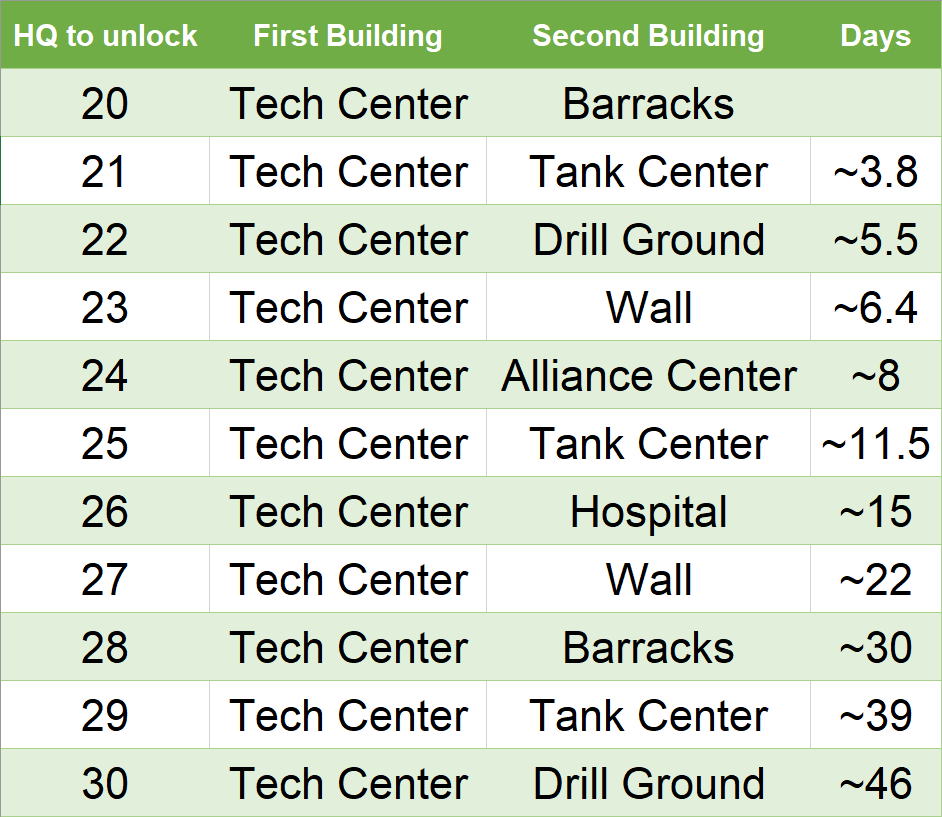 HQ to unlock First Building Second Building Days
20 Tech Center Barracks
21 Tech Center Tank Center ~3.8
22 Tech Center Drill Ground ~5.5
23 Tech Center Wall ~6.4
24 Tech Center Alliance Center ~8
25 Tech Center Tank Center ~11.5
26 Tech Center Hospital ~15
27 Tech Center Wall ~22
28 Tech Center Barracks ~30
29 Tech Center Tank Center ~39
30 Tech Center Drill Ground ~46